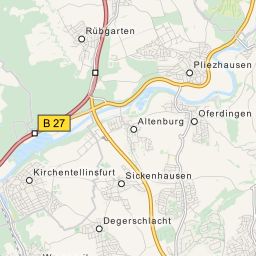 Rübgarten
Pliezhausen
Oferdingen
B 27
Altenburg
Kirchentellinsfurt
Sickenhausen
Degerschlacht